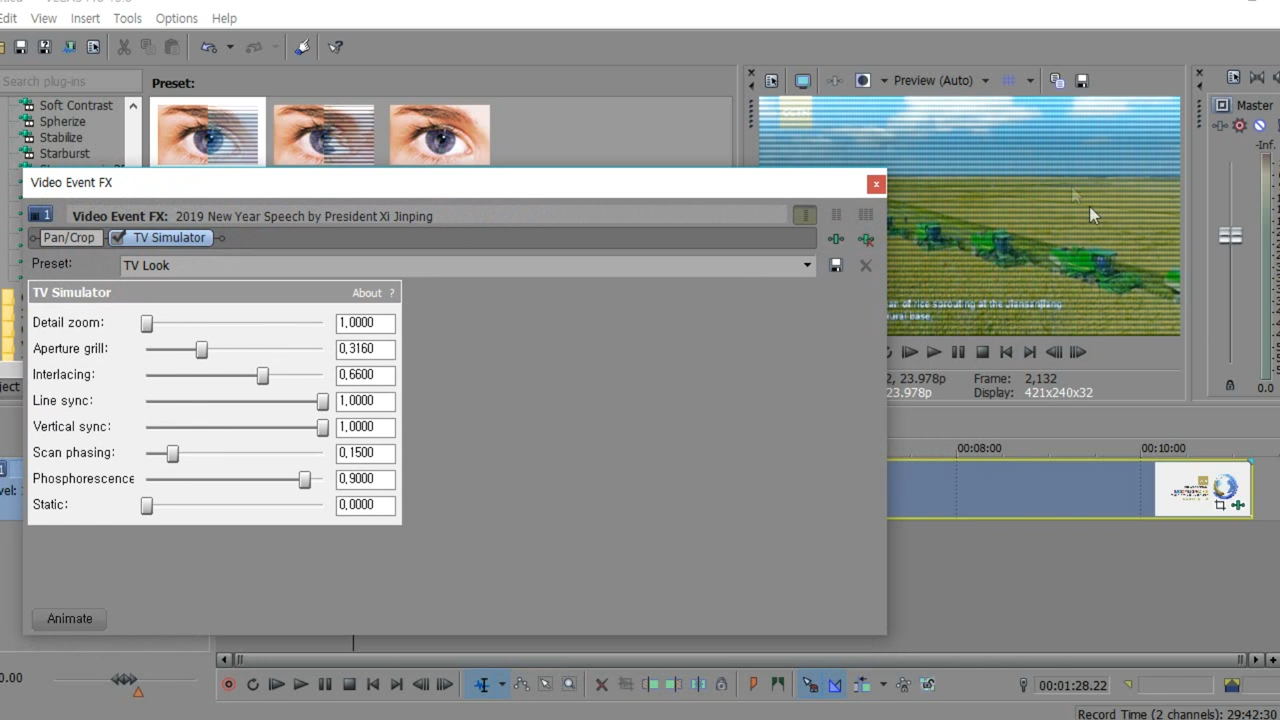 Edit View Insert Tools Options Help
Search plug-ins
Preset:
Soft Contrast
Spherize
Stabilize
Starburst
Preview (Auto)
Master
-Inf.
Video Event FX
1 Video Event FX: 2019 New Year Speech by President Xi Jinping
Pan/Crop TV Simulator
Preset: TV Look
TV Simulator About ?
Detail zoom: 1,0000
Aperture grill: 0,3160
Interlacing: 0,6600
Line sync: 1,0000
Vertical sync: 1,0000
Scan phasing: 0,1500
Phosphorescence 0,9000
Static: 0,0000
Animate
2, 23.978p Frame: 2,132
23.978p Display: 421x240x32
0.0
00:08:00 00:10:00
0.00
00:01:28.22
Record Time (2 channels): 29:42:30